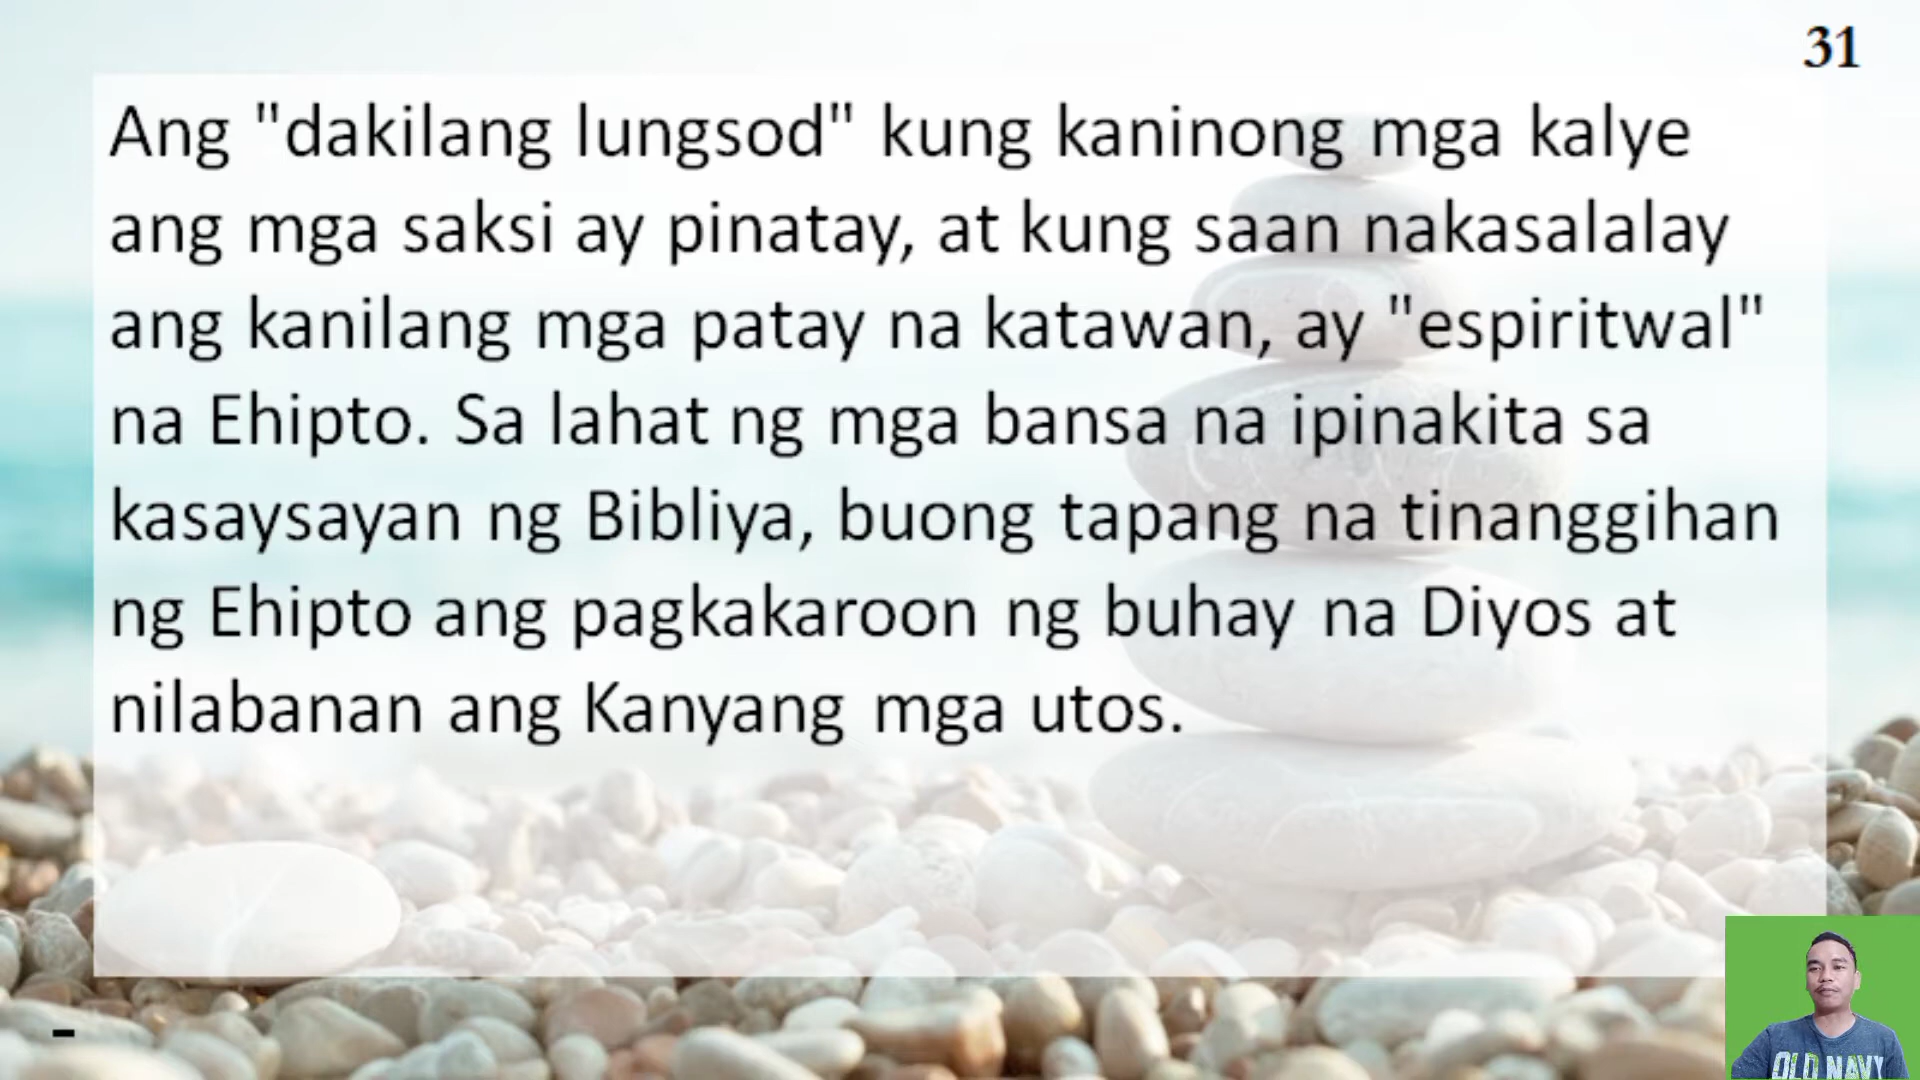 31
Ang "dakilang lungsod" kung kaninong mga kalye
ang mga saksi ay pinatay, at kung saan nakasalalay
ang kanilang mga patay na katawan, ay "espiritwal"
na Ehipto. Sa lahat ng mga bansa na ipinakita sa
kasaysayan ng Bibliya, buong tapang na tinanggihan
ng Ehipto ang pagkakaroon ng buhay na Diyos at
nilabanan ang Kanyang mga utos.
-
OLD NAVY